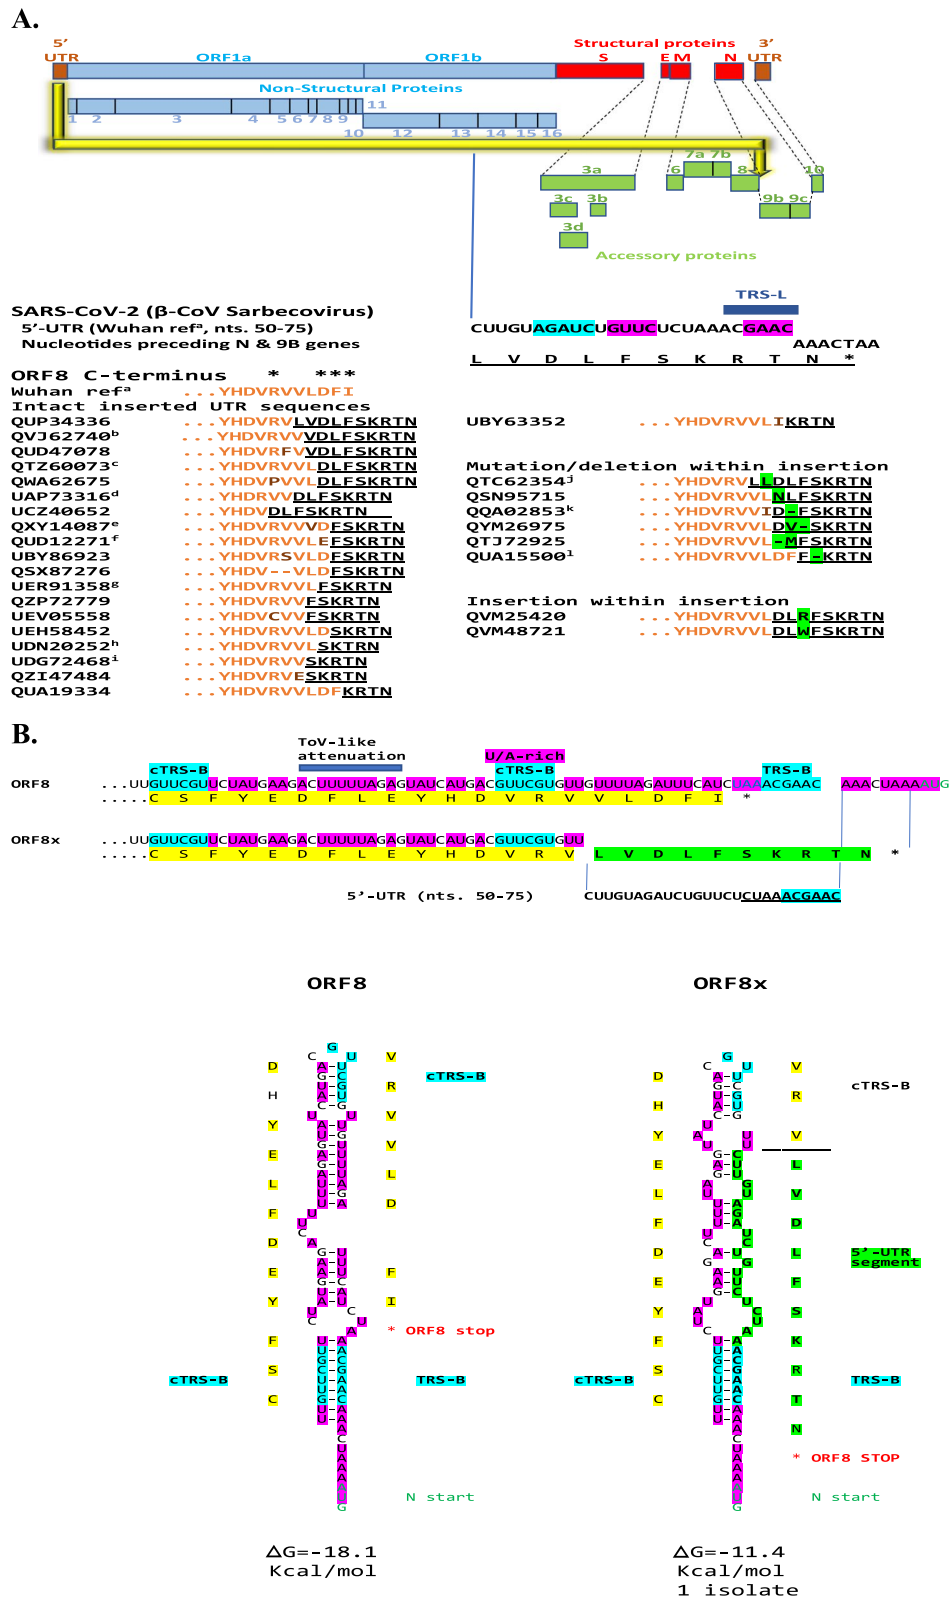 A.
5' UTR ORF1a ORF1b Structural proteins S E M N 3' UTR
Non-Structural Proteins
1 2 3 4 5 6 7 8 9 10 11
12 13 14 15 16
3a 6 7a 7b 8 10
3c 3b 9b 9c
3d
Accessory proteins
TRS-L
SARS-CoV-2 (β-CoV Sarbecovirus)
5'-UTR (Wuhan refᵃ, nts. 50-75)
CUUGUAGAUCUGUUCUCUAAACGAAC
Nucleotides preceding N & 9B genes
AAACTAA
L V D L F S K R T N *
ORF8 C-terminus * ***
Wuhan refᵃ ...YHDVRVVLDFI
Intact inserted UTR sequences
QUP34336 ...YHDVRVLVDLFSKRTN
QVJ62740ᵇ ...YHDVRVVVDLFSKRTN
QUD47078 ...YHDVRFVVDLFSKRTN
QTZ60073ᶜ ...YHDVRVVLDLFSKRTN
QWA62675 ...YHDVPVVLDLFSKRTN
UAP73316ᵈ ...YHDRVVDLFSKRTN
UCZ40652 ...YHDVDLFSKRTN
QXY14087ᵉ ...YHDVRVVVDFSKRTN
QUD12271ᶠ ...YHDVRVVLEFSKRTN
UBY86923 ...YHDVRSVLDFSKRTN
QSX87276 ...YHDV--VLDFSKRTN
UER91358ᵍ ...YHDVRVVLFSKRTN
QZP72779 ...YHDVRVVFSKRTN
UEV05558 ...YHDVCVVFSKRTN
UEH58452 ...YHDVRVVLDSKRTN
UDN20252ʰ ...YHDVRVVLSKTRN
UDG72468ⁱ ...YHDVRVVSKRTN
QZI47484 ...YHDVRVESKRTN
QUA19334 ...YHDVRVVLDFKRTN
UBY63352 ...YHDVRVVLIKRTN
Mutation/deletion within insertion
QTC62354ʲ ...YHDVRVLLDLFSKRTN
QSN95715 ...YHDVRVVLNLFSKRTN
QQA02853ᵏ ...YHDVRVVID-FSKRTN
QYM26975 ...YHDVRVVLDV-SKRTN
QTJ72925 ...YHDVRVVL-MFSKRTN
QUA15500ˡ ...YHDVRVVLDFF-KRTN
Insertion within insertion
QVM25420 ...YHDVRVVLDLRFSKRTN
QVM48721 ...YHDVRVVLDLWFSKRTN
B.
ToV-like attenuation
U/A-rich
cTRS-B cTRS-B TRS-B
ORF8 ...UUGUUCGUUCUAUGAAGACUUUUUAGAGUAUCAUGACGUUCGUGUUGUUUUAGAUUUCAUCUAAACGAAC AAACUAAAAUG
.....C S F Y E D F L E Y H D V R V V L D F I *
ORF8x ...UUGUUCGUUCUAUGAAGACUUUUUAGAGUAUCAUGACGUUCGUGUU
.....C S F Y E D F L E Y H D V R V L V D L F S K R T N *
5'-UTR (nts. 50-75) CUUGUAGAUCUGUUCUCUAAACGAAC
ORF8 ORF8x
D H Y E L F D E Y F S C
V R V V L D F I
cTRS-B
* ORF8 stop
cTRS-B TRS-B
N start
D H Y E L F D E Y F S C
V R V L V D L F S K R T N
cTRS-B
5'-UTR segment
cTRS-B TRS-B
* ORF8 STOP
N start
△G=-18.1
Kcal/mol
△G=-11.4
Kcal/mol
1 isolate